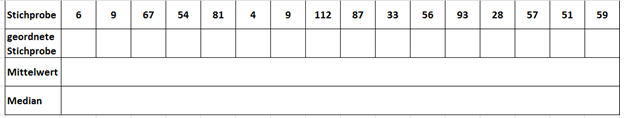 Stichprobe 6 9 67 54 81 4 9 112 87 33 56 93 28 57 51 59
geordnete
Stichprobe
Mittelwert
Median